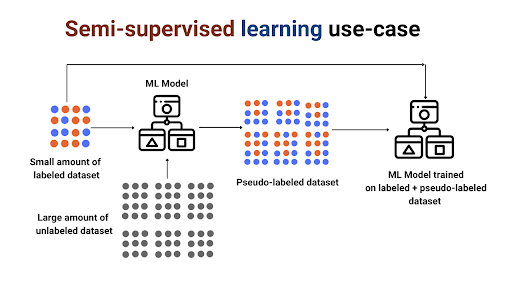 Semi-supervised learning use-case
ML Model
Small amount of
labeled dataset
Pseudo-labeled dataset
ML Model trained
on labeled + pseudo-labeled
dataset
Large amount of
unlabeled dataset